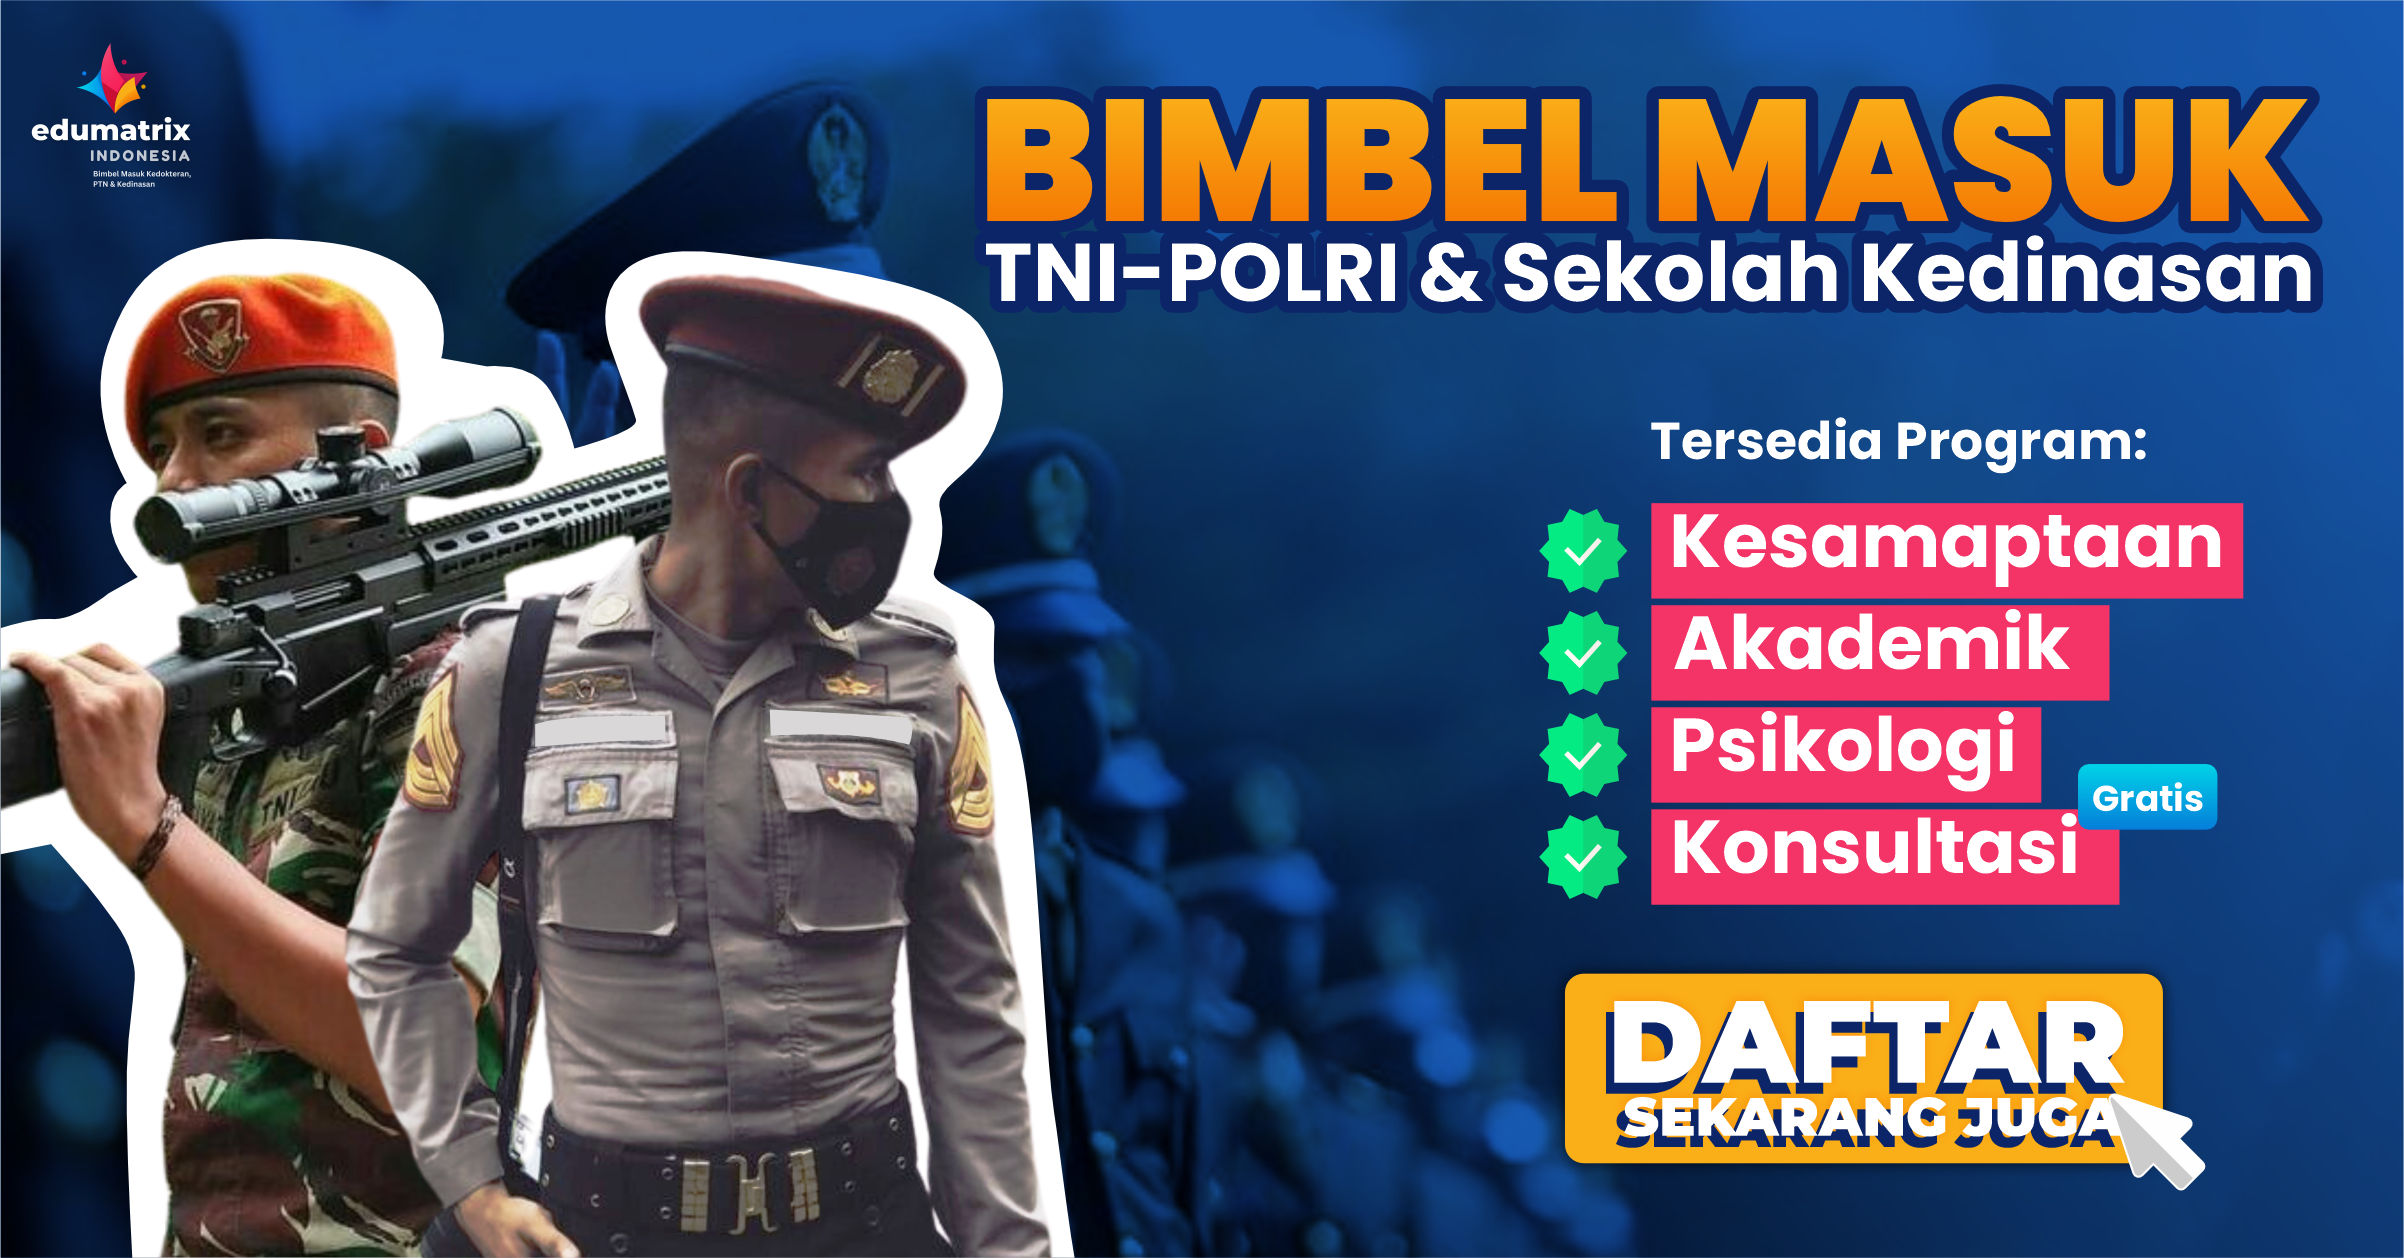 edumatrix
INDONESIA
Bimbel Masuk Kedokteran,
PTN & Kedinasan
BIMBEL MASUK
TNI-POLRI & Sekolah Kedinasan
Tersedia Program:
Kesamaptaan
Akademik
Psikologi
Gratis
Konsultasi
DAFTAR
SEKARANG JUGA
TNI